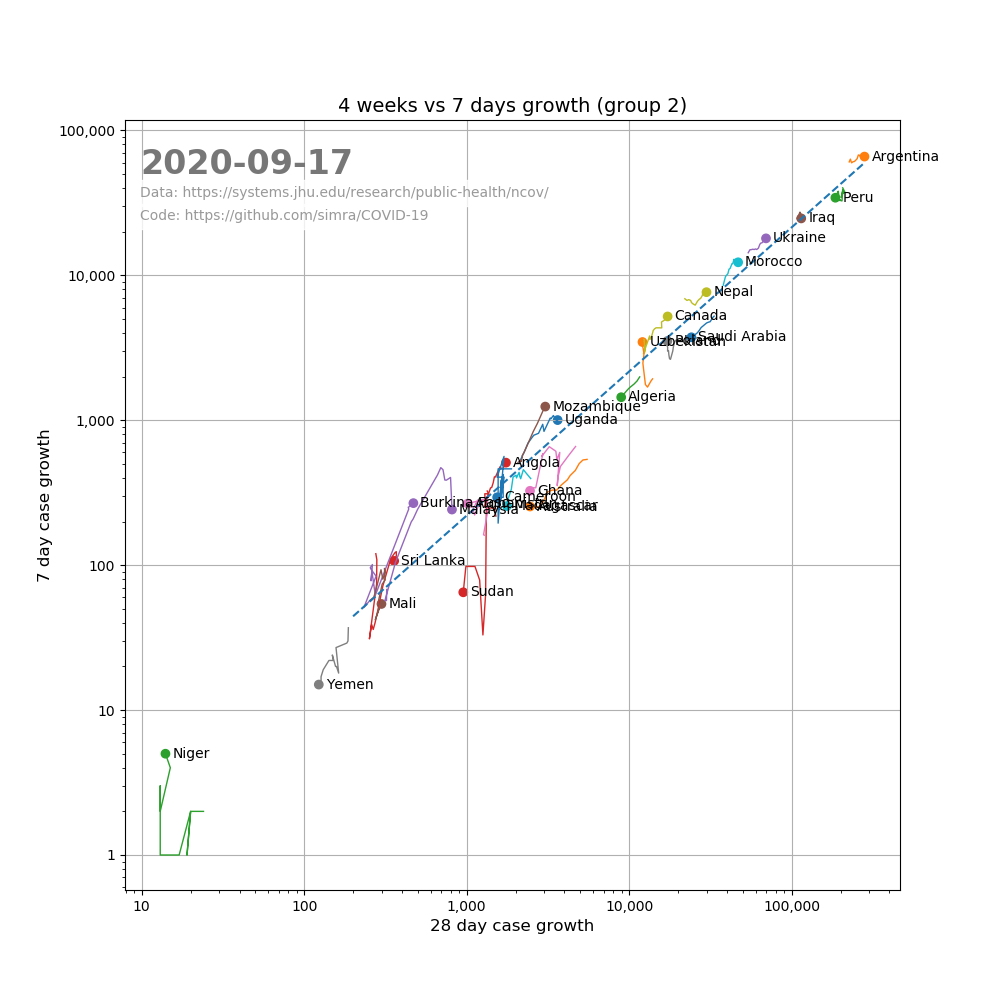 4 weeks vs 7 days growth (group 2)
100,000
2020-09-17
Data: https://systems.jhu.edu/research/public-health/ncov/
Code: https://github.com/simra/COVID-19
Argentina
Peru
Iraq
Ukraine
Morocco
10,000
Nepal
Canada
Saudi Arabia
Uzbekistan
Algeria
Mozambique
1,000
Uganda
Angola
Ghana
Cameroon
Burkina Faso
Madagascar
Australia
Malaysia
100
Sri Lanka
Sudan
Mali
Yemen
10
Niger
1
7 day case growth
10
100
1,000
10,000
100,000
28 day case growth